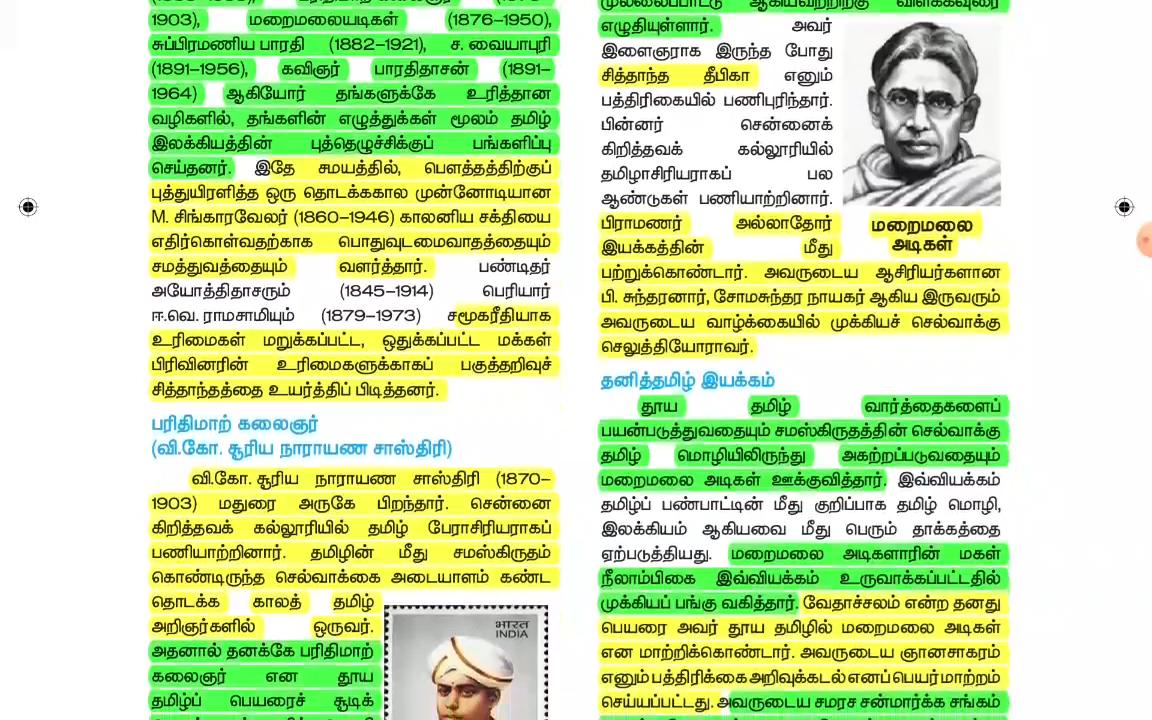 1903), மறைமலையடிகள் (1876–1950),
சுப்பிரமணிய பாரதி (1882–1921), ச. வையாபுரி
(1891–1956), கவிஞர் பாரதிதாசன் (1891–
1964) ஆகியோர் தங்களுக்கே உரித்தான
வழிகளில், தங்களின் எழுத்துக்கள் மூலம் தமிழ்
இலக்கியத்தின் புத்தெழுச்சிக்குப் பங்களிப்பு
செய்தனர். இதே சமயத்தில், பௌத்தத்திற்குப்
புத்துயிரளித்த ஒரு தொடக்ககால முன்னோடியான
M. சிங்காரவேலர் (1860–1946) காலனிய சக்தியை
எதிர்கொள்வதற்காக பொதுவுடமைவாதத்தையும்
சமத்துவத்தையும் வளர்த்தார். பண்டிதர்
அயோத்திதாசரும் (1845–1914) பெரியார்
ஈ.வெ. ராமசாமியும் (1879–1973) சமூகரீதியாக
உரிமைகள் மறுக்கப்பட்ட, ஒதுக்கப்பட்ட மக்கள்
பிரிவினரின் உரிமைகளுக்காகப் பகுத்தறிவுச்
சித்தாந்தத்தை உயர்த்திப் பிடித்தனர்.
பரிதிமாற் கலைஞர்
(வி.கோ. சூரிய நாராயண சாஸ்திரி)
வி.கோ. சூரிய நாராயண சாஸ்திரி (1870–
1903) மதுரை அருகே பிறந்தார். சென்னை
கிறித்தவக் கல்லூரியில் தமிழ் பேராசிரியராகப்
பணியாற்றினார். தமிழின் மீது சமஸ்கிருதம்
கொண்டிருந்த செல்வாக்கை அடையாளம் கண்ட
தொடக்க காலத் தமிழ்
அறிஞர்களில் ஒருவர்.
அதனால் தனக்கே பரிதிமாற்
கலைஞர் என தூய
தமிழ்ப் பெயரைச் சூடிக்
भारत
INDIA
முல்லைப்பாட்டு ஆகியவற்றிற்கு விளக்கவுரை
எழுதியுள்ளார். அவர்
இளைஞராக இருந்த போது
சித்தாந்த தீபிகா எனும்
பத்திரிகையில் பணிபுரிந்தார்.
பின்னர் சென்னைக்
கிறித்தவக் கல்லூரியில்
தமிழாசிரியராகப் பல
ஆண்டுகள் பணியாற்றினார்.
பிராமணர் அல்லாதோர்
இயக்கத்தின் மீது
பற்றுக்கொண்டார். அவருடைய ஆசிரியர்களான
பி. சுந்தரனார், சோமசுந்தர நாயகர் ஆகிய இருவரும்
அவருடைய வாழ்க்கையில் முக்கியச் செல்வாக்கு
செலுத்தியோராவர்.
மறைமலை
அடிகள்
தனித்தமிழ் இயக்கம்
தூய தமிழ் வார்த்தைகளைப்
பயன்படுத்துவதையும் சமஸ்கிருதத்தின் செல்வாக்கு
தமிழ் மொழியிலிருந்து அகற்றப்படுவதையும்
மறைமலை அடிகள் ஊக்குவித்தார். இவ்வியக்கம்
தமிழ்ப் பண்பாட்டின் மீது குறிப்பாக தமிழ் மொழி,
இலக்கியம் ஆகியவை மீது பெரும் தாக்கத்தை
ஏற்படுத்தியது. மறைமலை அடிகளாரின் மகள்
நீலாம்பிகை இவ்வியக்கம் உருவாக்கப்பட்டதில்
முக்கியப் பங்கு வகித்தார். வேதாச்சலம் என்ற தனது
பெயரை அவர் தூய தமிழில் மறைமலை அடிகள்
என மாற்றிக்கொண்டார். அவருடைய ஞானசாகரம்
எனும் பத்திரிக்கை அறிவுக்கடல் எனப் பெயர் மாற்றம்
செய்யப்பட்டது. அவருடைய சமரச சன்மார்க்க சங்கம்